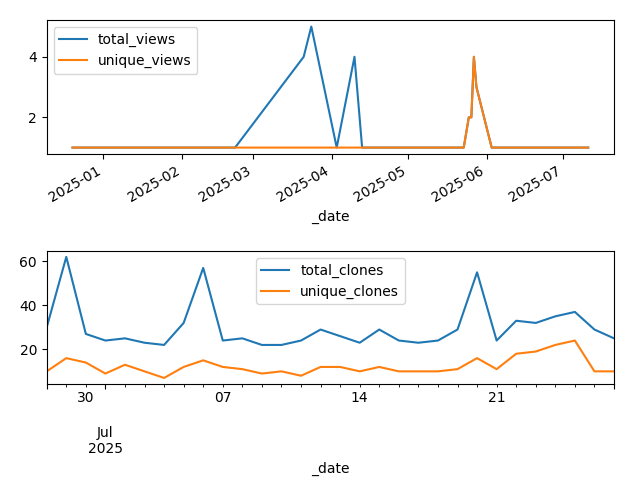 total_views
unique_views
4
2
2025-01 2025-02 2025-03 2025-04 2025-05 2025-06 2025-07
_date
total_clones
unique_clones
60
40
20
30 07 14 21
Jul
2025
_date